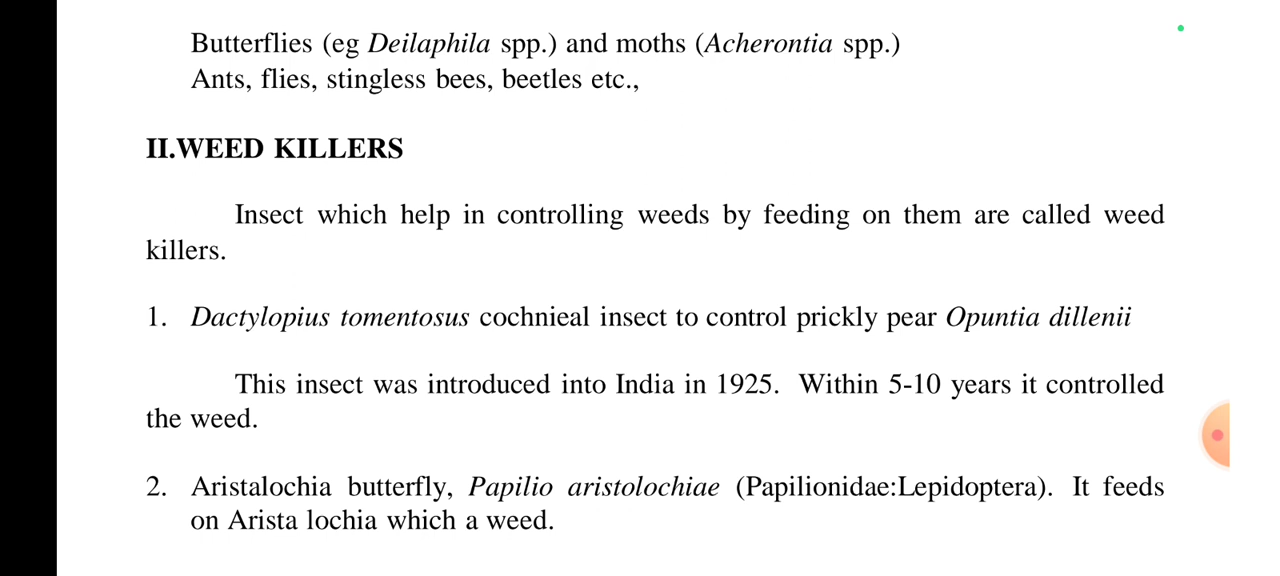 Butterflies (eg Deilaphila spp.) and moths (Acherontia spp.)
Ants, flies, stingless bees, beetles etc.,
II.WEED KILLERS
Insect which help in controlling weeds by feeding on them are called weed
killers.
1. Dactylopius tomentosus cochnieal insect to control prickly pear Opuntia dillenii
This insect was introduced into India in 1925. Within 5-10 years it controlled
the weed.
2. Aristalochia butterfly, Papilio aristolochiae (Papilionidae:Lepidoptera). It feeds
on Arista lochia which a weed.